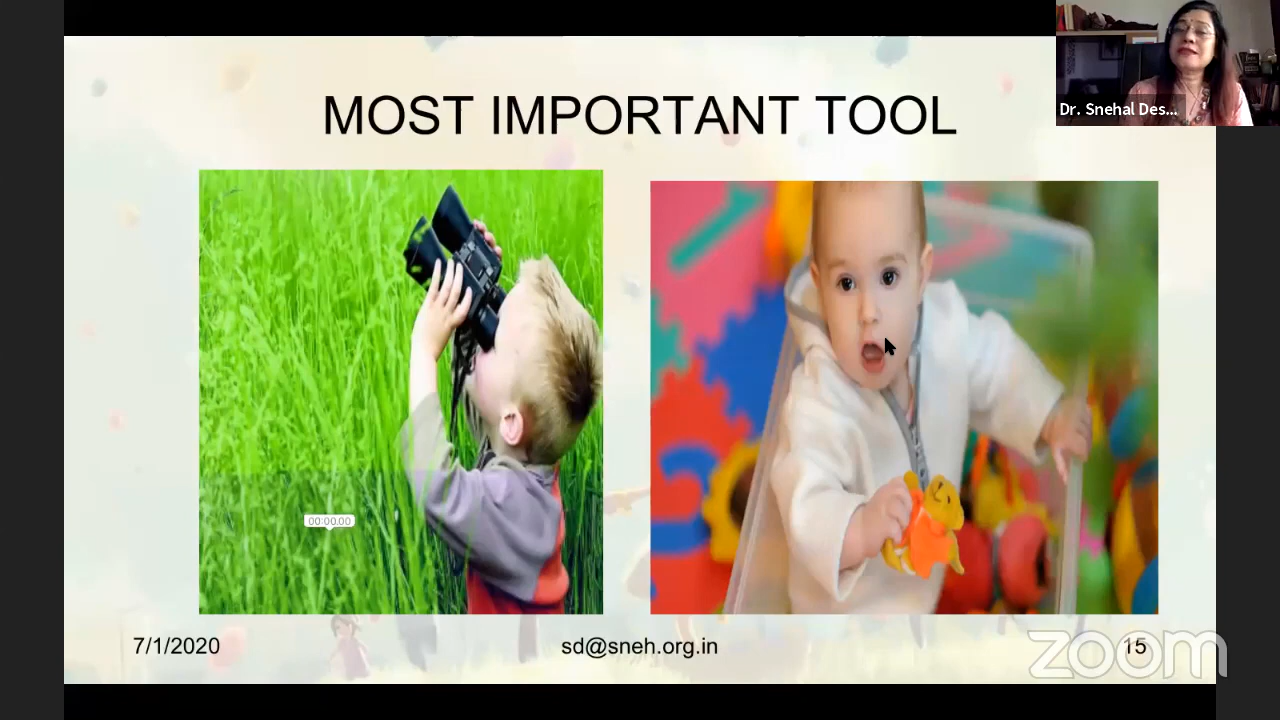 MOST IMPORTANT TOOL
Dr. Snehal Des...
00:00.00
7/1/2020
sd@sneh.org.in
15
zoom